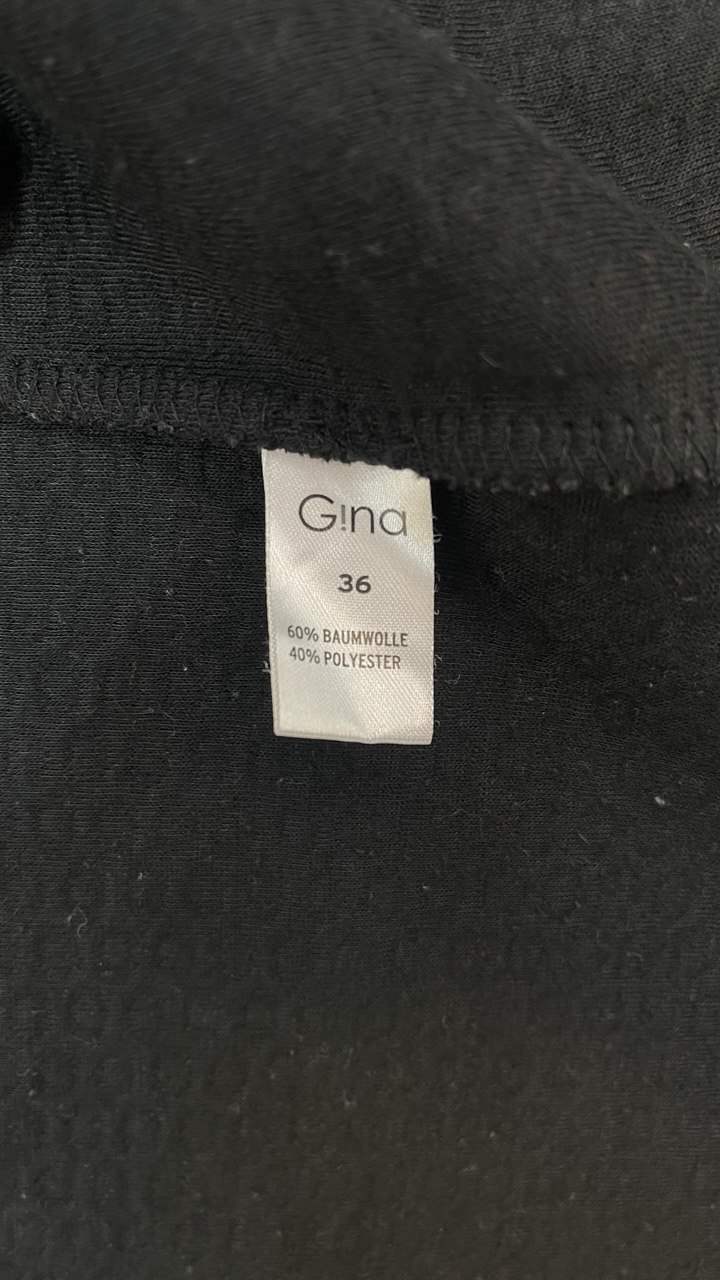 G!na
36
60% BAUMWOLLE
40% POLYESTER